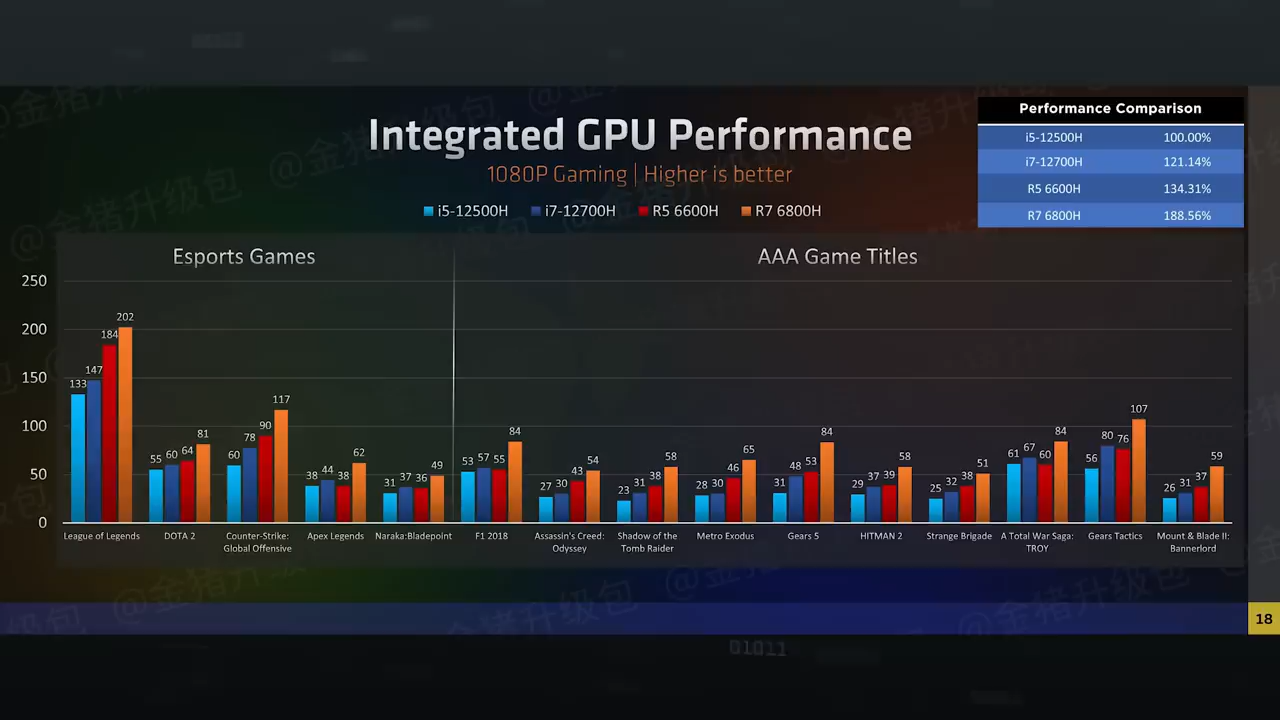 Integrated GPU Performance
1080P Gaming | Higher is better
i5-12500H i7-12700H R5 6600H R7 6800H
Performance Comparison
i5-12500H 100.00%
i7-12700H 121.14%
R5 6600H 134.31%
R7 6800H 188.56%
Esports Games
AAA Game Titles
250
200
150
100
50
0
133 147 184 202
55 60 64 81
60 78 90 117
38 44 38 62
31 37 36 49
53 57 55 84
27 30 43 54
23 31 38 58
28 30 46 65
31 48 53 84
29 37 39 58
25 32 38 51
61 67 60 84
56 80 76 107
26 31 37 59
League of Legends
DOTA 2
Counter-Strike:
Global Offensive
Apex Legends
Naraka:Bladepoint
F1 2018
Assassin's Creed:
Odyssey
Shadow of the
Tomb Raider
Metro Exodus
Gears 5
HITMAN 2
Strange Brigade
A Total War Saga:
TROY
Gears Tactics
Mount & Blade II:
Bannerlord
@金猪升级包
18
01011